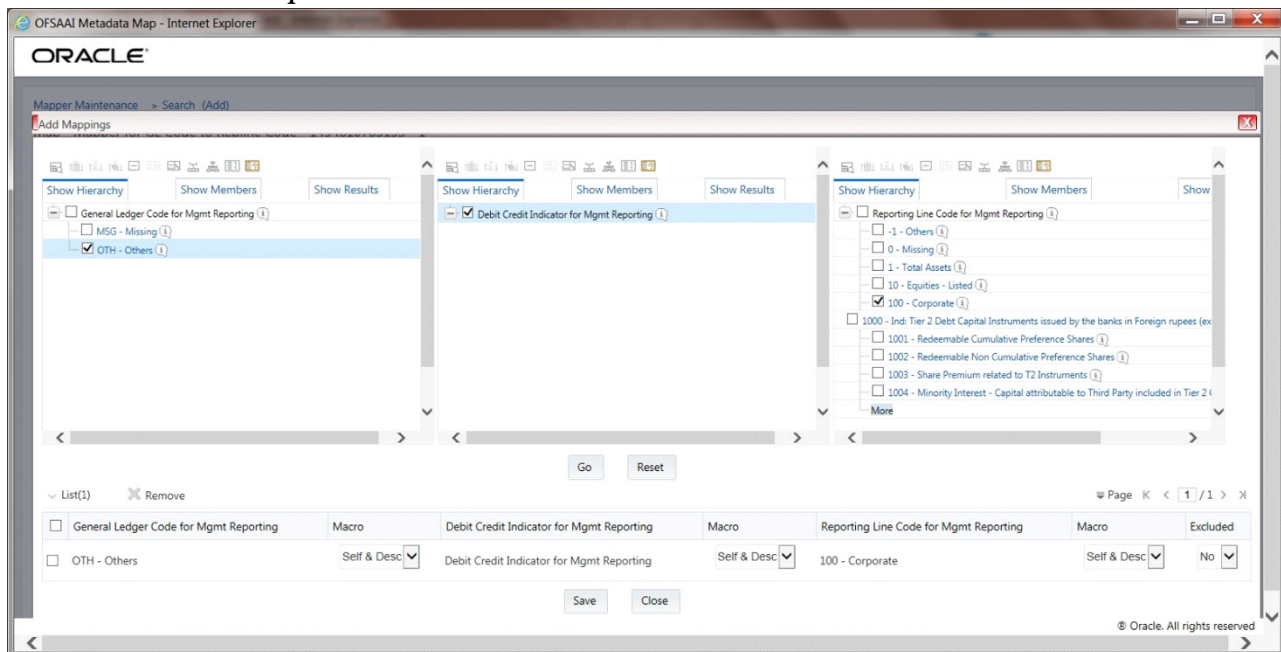 OFSAAI Metadata Map - Internet Explorer
ORACLE
Mapper Maintenance » Search (Add)
Add Mappings
Show Hierarchy Show Members Show Results
General Ledger Code for Mgmt Reporting
MSG - Missing
OTH - Others
Show Hierarchy Show Members Show Results
Debit Credit Indicator for Mgmt Reporting
Show Hierarchy Show Members Show
Reporting Line Code for Mgmt Reporting
-1 - Others
0 - Missing
1 - Total Assets
10 - Equities - Listed
100 - Corporate
1000 - Ind: Tier 2 Debt Capital Instruments issued by the banks in Foreign rupees (ex
1001 - Redeemable Cumulative Preference Shares
1002 - Redeemable Non Cumulative Preference Shares
1003 - Share Premium related to T2 Instruments
1004 - Minority Interest - Capital attributable to Third Party included in Tier 2
More
Go Reset
List(1) Remove Page 1 / 1
General Ledger Code for Mgmt Reporting Macro Debit Credit Indicator for Mgmt Reporting Macro Reporting Line Code for Mgmt Reporting Macro Excluded
OTH - Others Self & Desc Debit Credit Indicator for Mgmt Reporting Self & Desc 100 - Corporate Self & Desc No
Save Close
® Oracle. All rights reserved